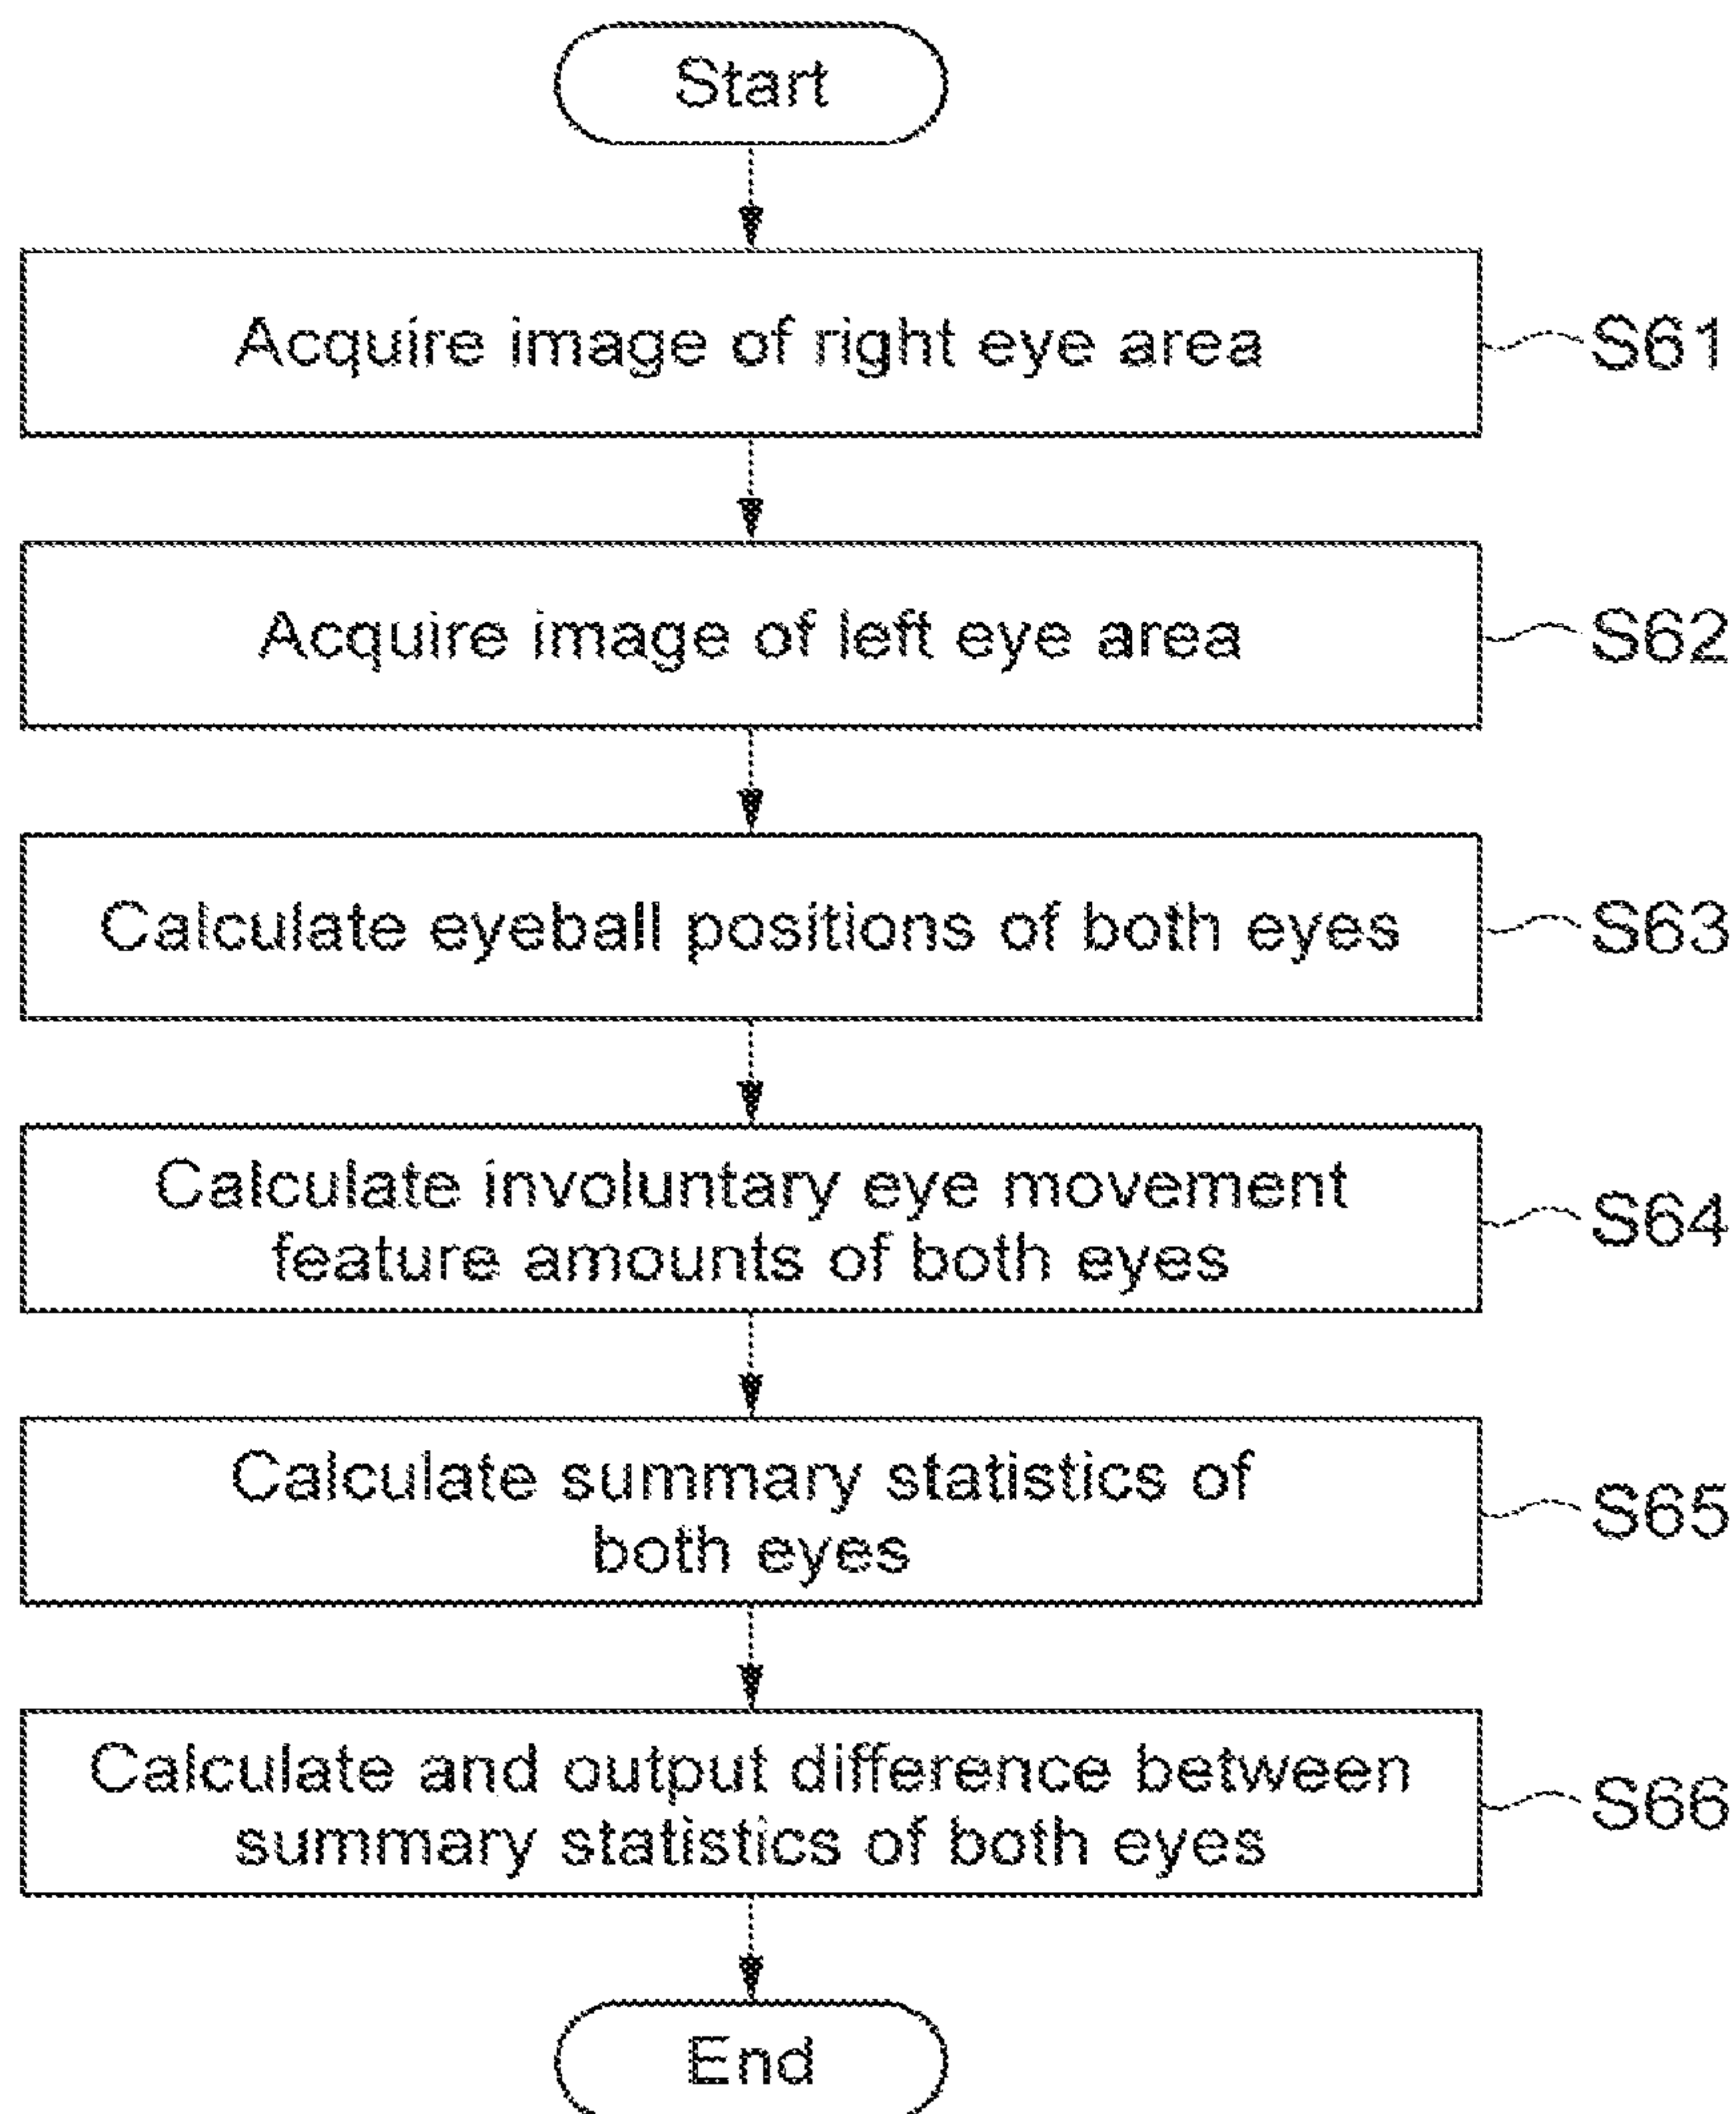 Start
Acquire image of right eye area
S61
Acquire image of left eye area
S62
Calculate eyeball positions of both eyes
S63
Calculate involuntary eye movement
feature amounts of both eyes
S64
Calculate summary statistics of
both eyes
S65
Calculate and output difference between
summary statistics of both eyes
S66
End